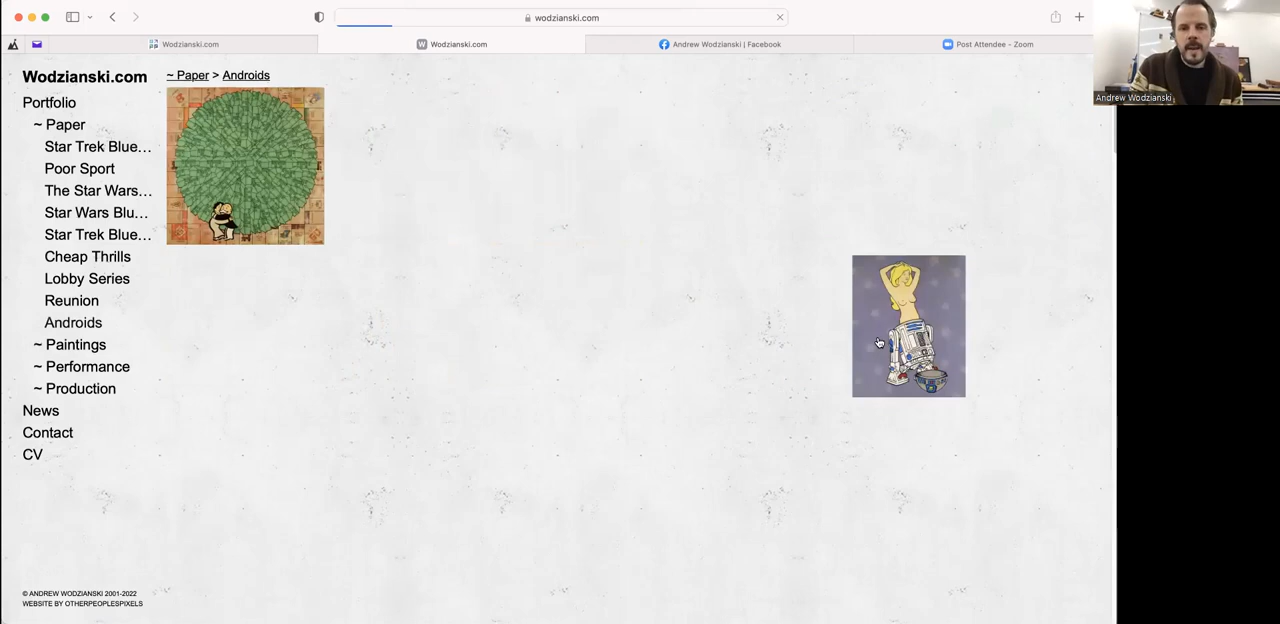 wodzianski.com
Wodzianski.com
Wodzianski.com
Andrew Wodzianski | Facebook
Post Attendee - Zoom
Andrew Wodzianski
Wodzianski.com
~ Paper > Androids
Portfolio
~ Paper
Star Trek Blue...
Poor Sport
The Star Wars...
Star Wars Blu...
Star Trek Blue...
Cheap Thrills
Lobby Series
Reunion
Androids
~ Paintings
~ Performance
~ Production
News
Contact
CV
© ANDREW WODZIANSKI 2001-2022
WEBSITE BY OTHERPEOPLESPIXELS